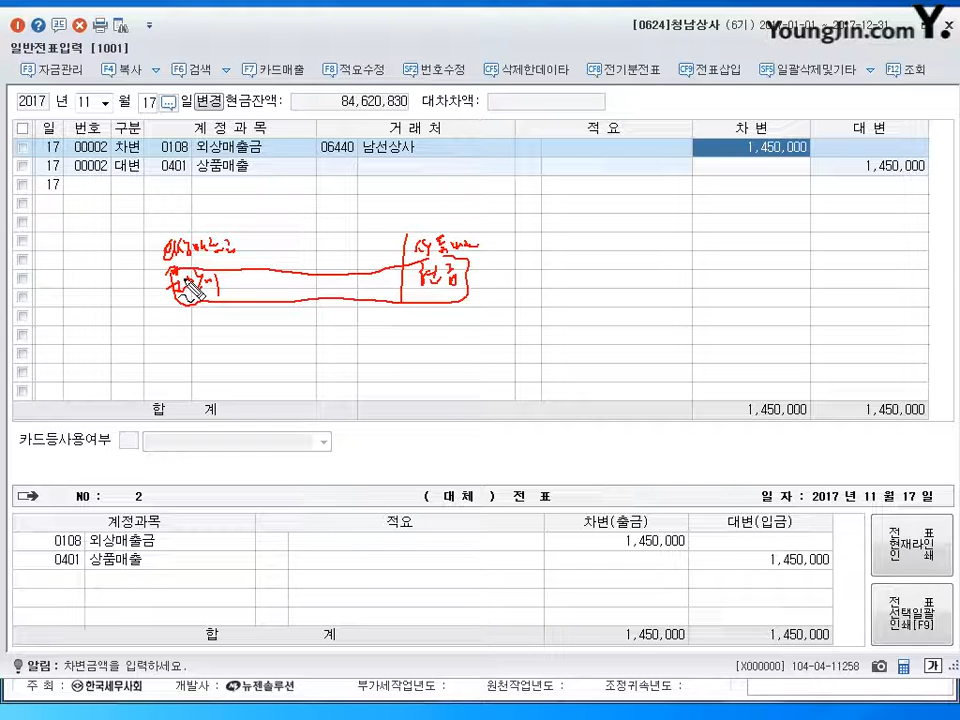 [0624]청남상사 (6기) 2017-01-01 ~ 2017-12-31
Youngjin.com Y.
일반전표입력 [1001]
F3 자금관리 F4 복사 F6 검색 F7 카드매출 F8 적요수정 SF2 번호수정 CF5 삭제한데이타 CF8 전기분전표 CF9 전표삽입 SF5 일괄삭제및기타 F12 조회
2017 년 11 월 17 일 변경 현금잔액: 84,620,830 대차차액:
일 번호 구분 계 정 과 목 거 래 처 적 요 차 변 대 변
17 00002 차변 0108 외상매출금 06440 남선상사 1,450,000
17 00002 대변 0401 상품매출 1,450,000
17
외상매출금 상품매출
현금
합 계 1,450,000 1,450,000
카드등사용여부
NO : 2 ( 대 체 ) 전 표 일 자 : 2017 년 11 월 17 일
계정과목 적요 차변(출금) 대변(입금)
0108 외상매출금 1,450,000
0401 상품매출 1,450,000
합 계 1,450,000 1,450,000
전 표
현재라인
인 쇄
전 표
선택일괄
인쇄[F9]
알림 : 차변금액을 입력하세요. [X000000] 104-04-11258 가
주 최 : 한국세무사회 개발사 : 뉴젠솔루션 부가세작업년도 : 원천작업년도 : 조정귀속년도 :